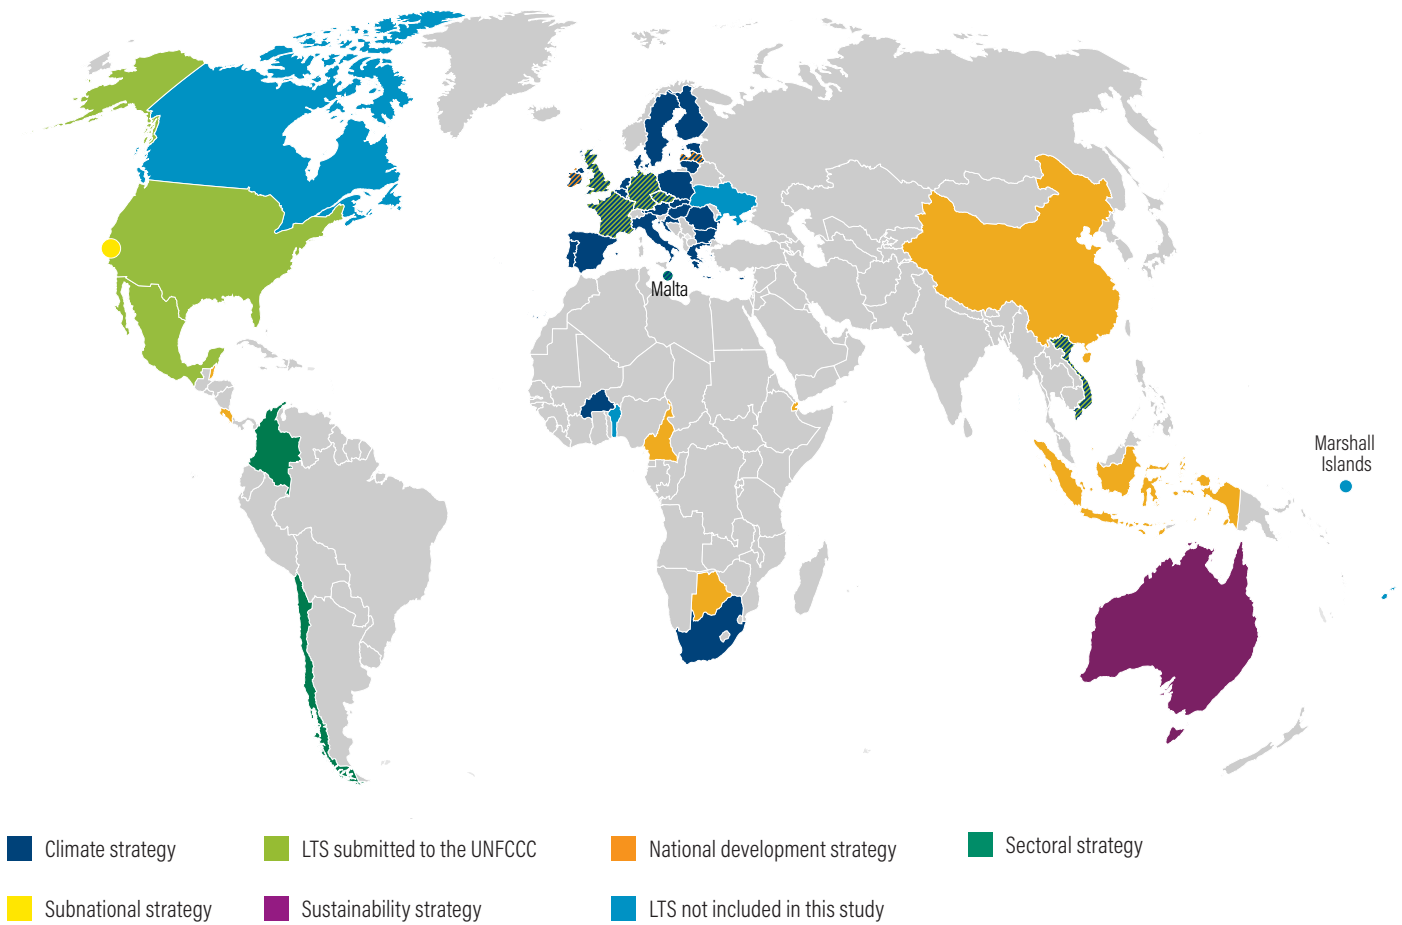 Malta
Marshall
Islands
Climate strategy
LTS submitted to the UNFCCC
National development strategy
Sectoral strategy
Subnational strategy
Sustainability strategy
LTS not included in this study